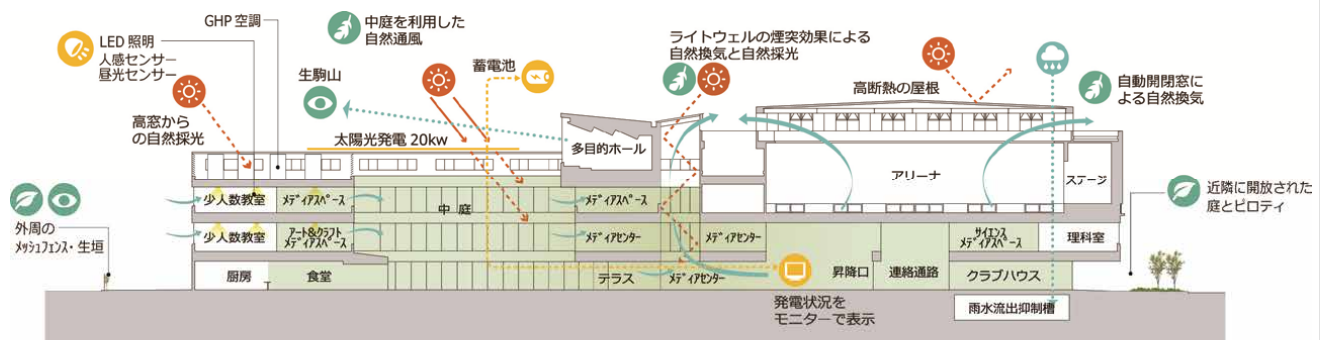 GHP 空調
LED 照明
人感センサー
昼光センサー
高窓から
の自然採光
生駒山
中庭を利用した
自然通風
蓄電池
太陽光発電 20kw
ライトウェルの煙突効果による
自然換気と自然採光
高断熱の屋根
自動開閉窓に
よる自然換気
多目的ホール
アリーナ
ステージ
少人数教室
メディアスペース
中 庭
メディアスペース
近隣に開放された
庭とピロティ
外周の
メッシュフェンス・生垣
少人数教室
アート&クラフト
メディアスペース
メディアセンター
メディアセンター
サイエンス
メディアスペース
理科室
厨房
食堂
テラス
メディアセンター
昇降口
連絡通路
クラブハウス
発電状況を
モニターで表示
雨水流出抑制槽